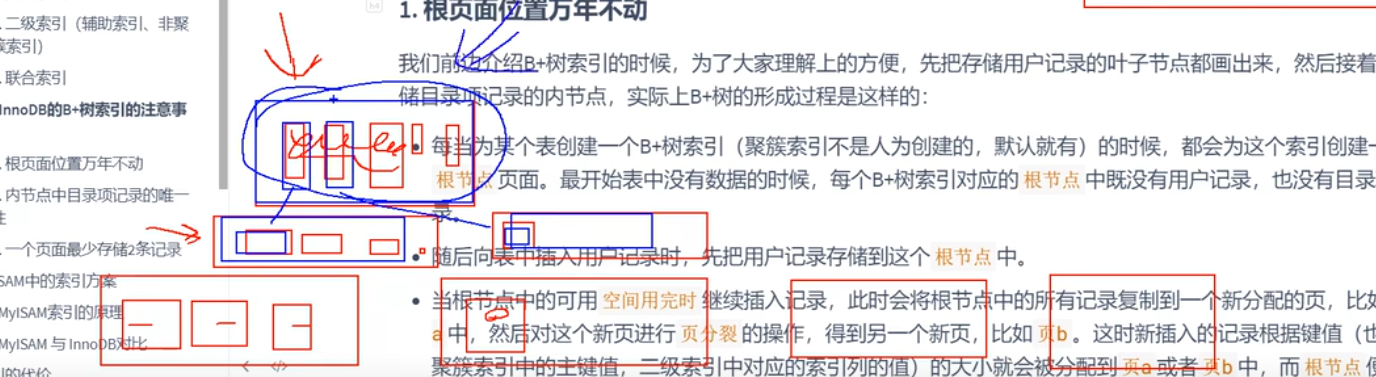 . 二级索引（辅助索引、非聚
簇索引）
. 联合索引
InnoDB的B+树索引的注意事
. 根页面位置万年不动
. 内节点中目录项记录的唯一
性
. 一个页面最少存储2条记录
SAM中的索引方案
MyISAM索引的原理
MyISAM 与 InnoDB对比
引的代价
1. 根页面位置万年不动
我们前边介绍B+树索引的时候，为了大家理解上的方便，先把存储用户记录的叶子节点都画出来，然后接着
储目录项记录的内节点，实际上B+树的形成过程是这样的：
• 每当为某个表创建一个B+树索引（聚簇索引不是人为创建的，默认就有）的时候，都会为这个索引创建一
根节点 页面。最开始表中没有数据的时候，每个B+树索引对应的 根节点 中既没有用户记录，也没有目录
录。
• 随后向表中插入用户记录时，先把用户记录存储到这个 根节点 中。
• 当根节点中的可用 空间用完时 继续插入记录，此时会将根节点中的所有记录复制到一个新分配的页，比如
a 中，然后对这个新页进行 页分裂 的操作，得到另一个新页，比如 页b 。这时新插入的记录根据键值（也
聚簇索引中的主键值，二级索引中对应的索引列的值）的大小就会被分配到 页a 或者 页b 中，而 根节点 便